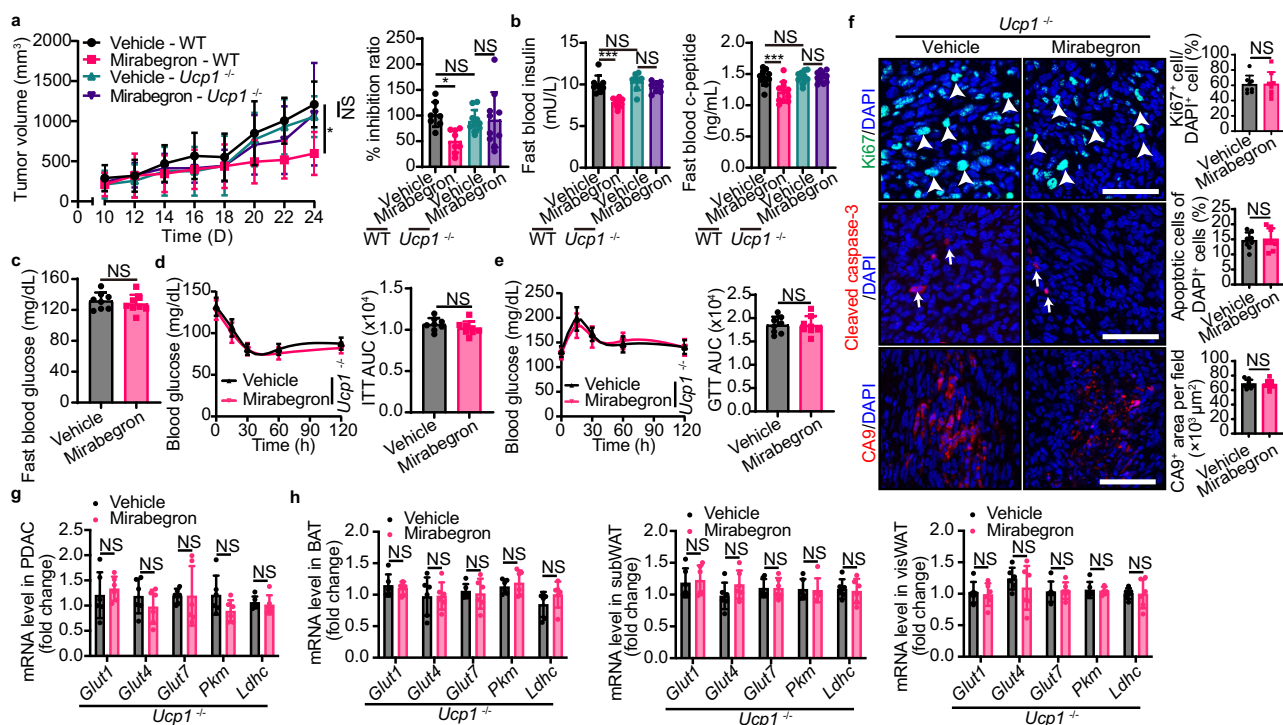 a
Tumor volume (mm³)
2000
1500
1000
500
0
10 12 14 16 18 20 22 24
Time (D)
Vehicle - WT
Mirabegron - WT
Vehicle - Ucp1 -/-
Mirabegron - Ucp1 -/-
NS
NS
*
% inhibition ratio
250
200
150
100
50
0
NS
NS
*
Vehicle
Mirabegron
Vehicle
Mirabegron
WT Ucp1 -/-
b
Fast blood insulin
(mU/L)
15
10
5
0
NS
***
NS
Vehicle
Mirabegron
Vehicle
Mirabegron
WT Ucp1 -/-
Fast blood c-peptide
(ng/mL)
2.0
1.5
1.0
0.5
0.0
NS
***
NS
Vehicle
Mirabegron
Vehicle
Mirabegron
WT Ucp1 -/-
c
Fast blood glucose (mg/dL)
160
130
90
60
30
0
NS
Vehicle
Mirabegron
d
Blood glucose (mg/dL)
150
100
50
0
0 30 60 90 120
Time (h)
Vehicle
Mirabegron
Ucp1 -/-
ITT AUC (x10⁴)
1.5
1.0
0.5
0.0
NS
Vehicle
Mirabegron
e
Blood glucose (mg/dL)
300
200
150
100
50
0
0 30 60 90 120
Time (h)
Vehicle
Mirabegron
Ucp1 -/-
GTT AUC (x10⁴)
2.5
2.0
1.5
1.0
0.5
0.0
NS
Vehicle
Mirabegron
f
Ucp1 -/-
Vehicle Mirabegron
Ki67/DAPI
Cleaved caspase-3
/DAPI
CA9/DAPI
Ki67⁺ cell/
DAPI⁺ cell (%)
100
80
60
40
20
0
NS
Vehicle
Mirabegron
Apoptotic cells of
DAPI⁺ cells (%)
25
20
15
10
5
0
NS
Vehicle
Mirabegron
CA9⁺ area per field
(×10³ μm²)
100
80
60
40
20
0
NS
Vehicle
Mirabegron
g
mRNA level in PDAC
(fold change)
2.5
2.0
1.5
1.0
0.5
0.0
Vehicle
Mirabegron
NS NS NS NS NS
Glut1 Glut4 Glut7 Pkm Ldhc
Ucp1 -/-
h
mRNA level in BAT
(fold change)
2.0
1.5
1.0
0.5
0.0
Vehicle
Mirabegron
NS NS NS NS NS
Glut1 Glut4 Glut7 Pkm Ldhc
Ucp1 -/-
mRNA level in subWAT
(fold change)
2.0
1.5
1.0
0.5
0.0
Vehicle
Mirabegron
NS NS NS NS NS
Glut1 Glut4 Glut7 Pkm Ldhc
Ucp1 -/-
mRNA level in visWAT
(fold change)
2.0
1.5
1.0
0.5
0.0
Vehicle
Mirabegron
NS NS NS NS NS
Glut1 Glut4 Glut7 Pkm Ldhc
Ucp1 -/-